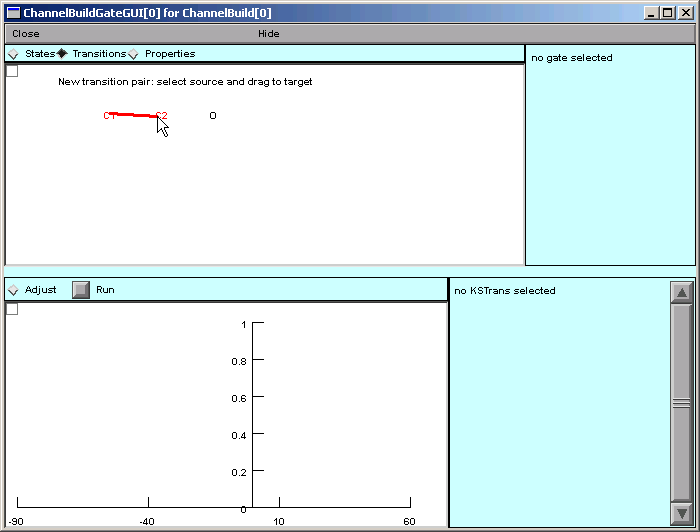 ChannelBuildGateGUI[0] for ChannelBuild[0]
Close Hide
States Transitions Properties
no gate selected
New transition pair: select source and drag to target
C1 C2 O
Adjust Run
no KSTrans selected
1
0.8
0.6
0.4
0.2
0
-90 -40 10 60